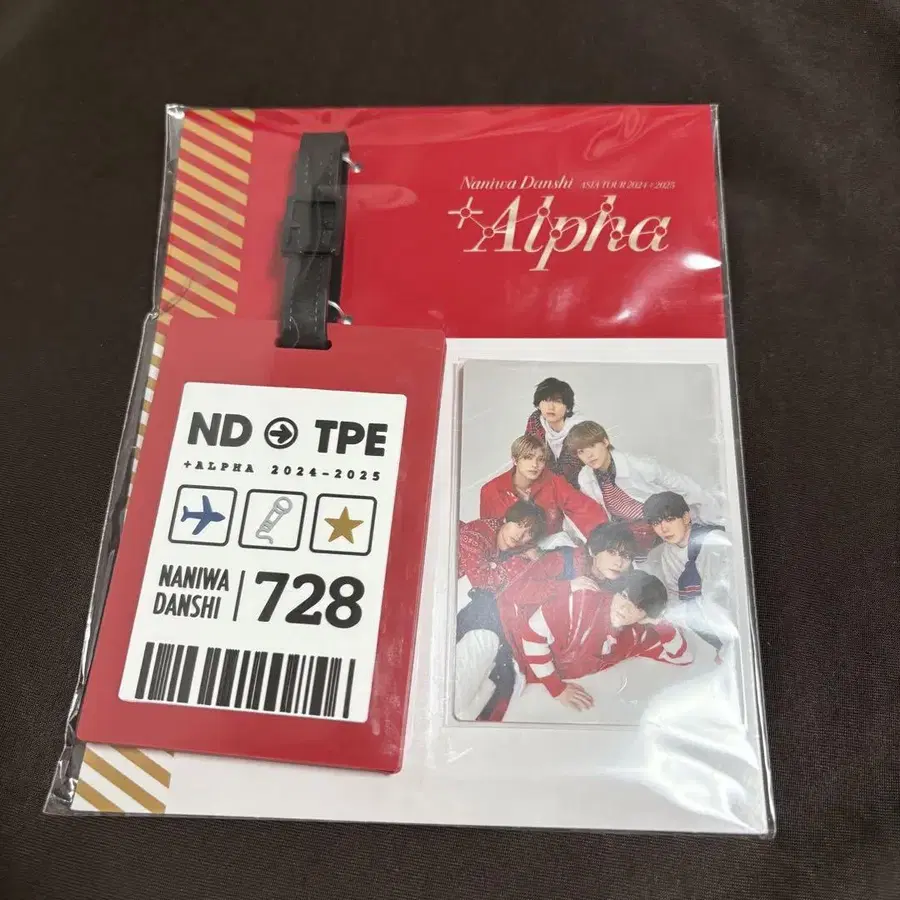 Naniwa Danshi ASIA TOUR 2024+2025
+Alpha
ND TPE
+ALPHA 2024-2025
NANIWA
DANSHI
728